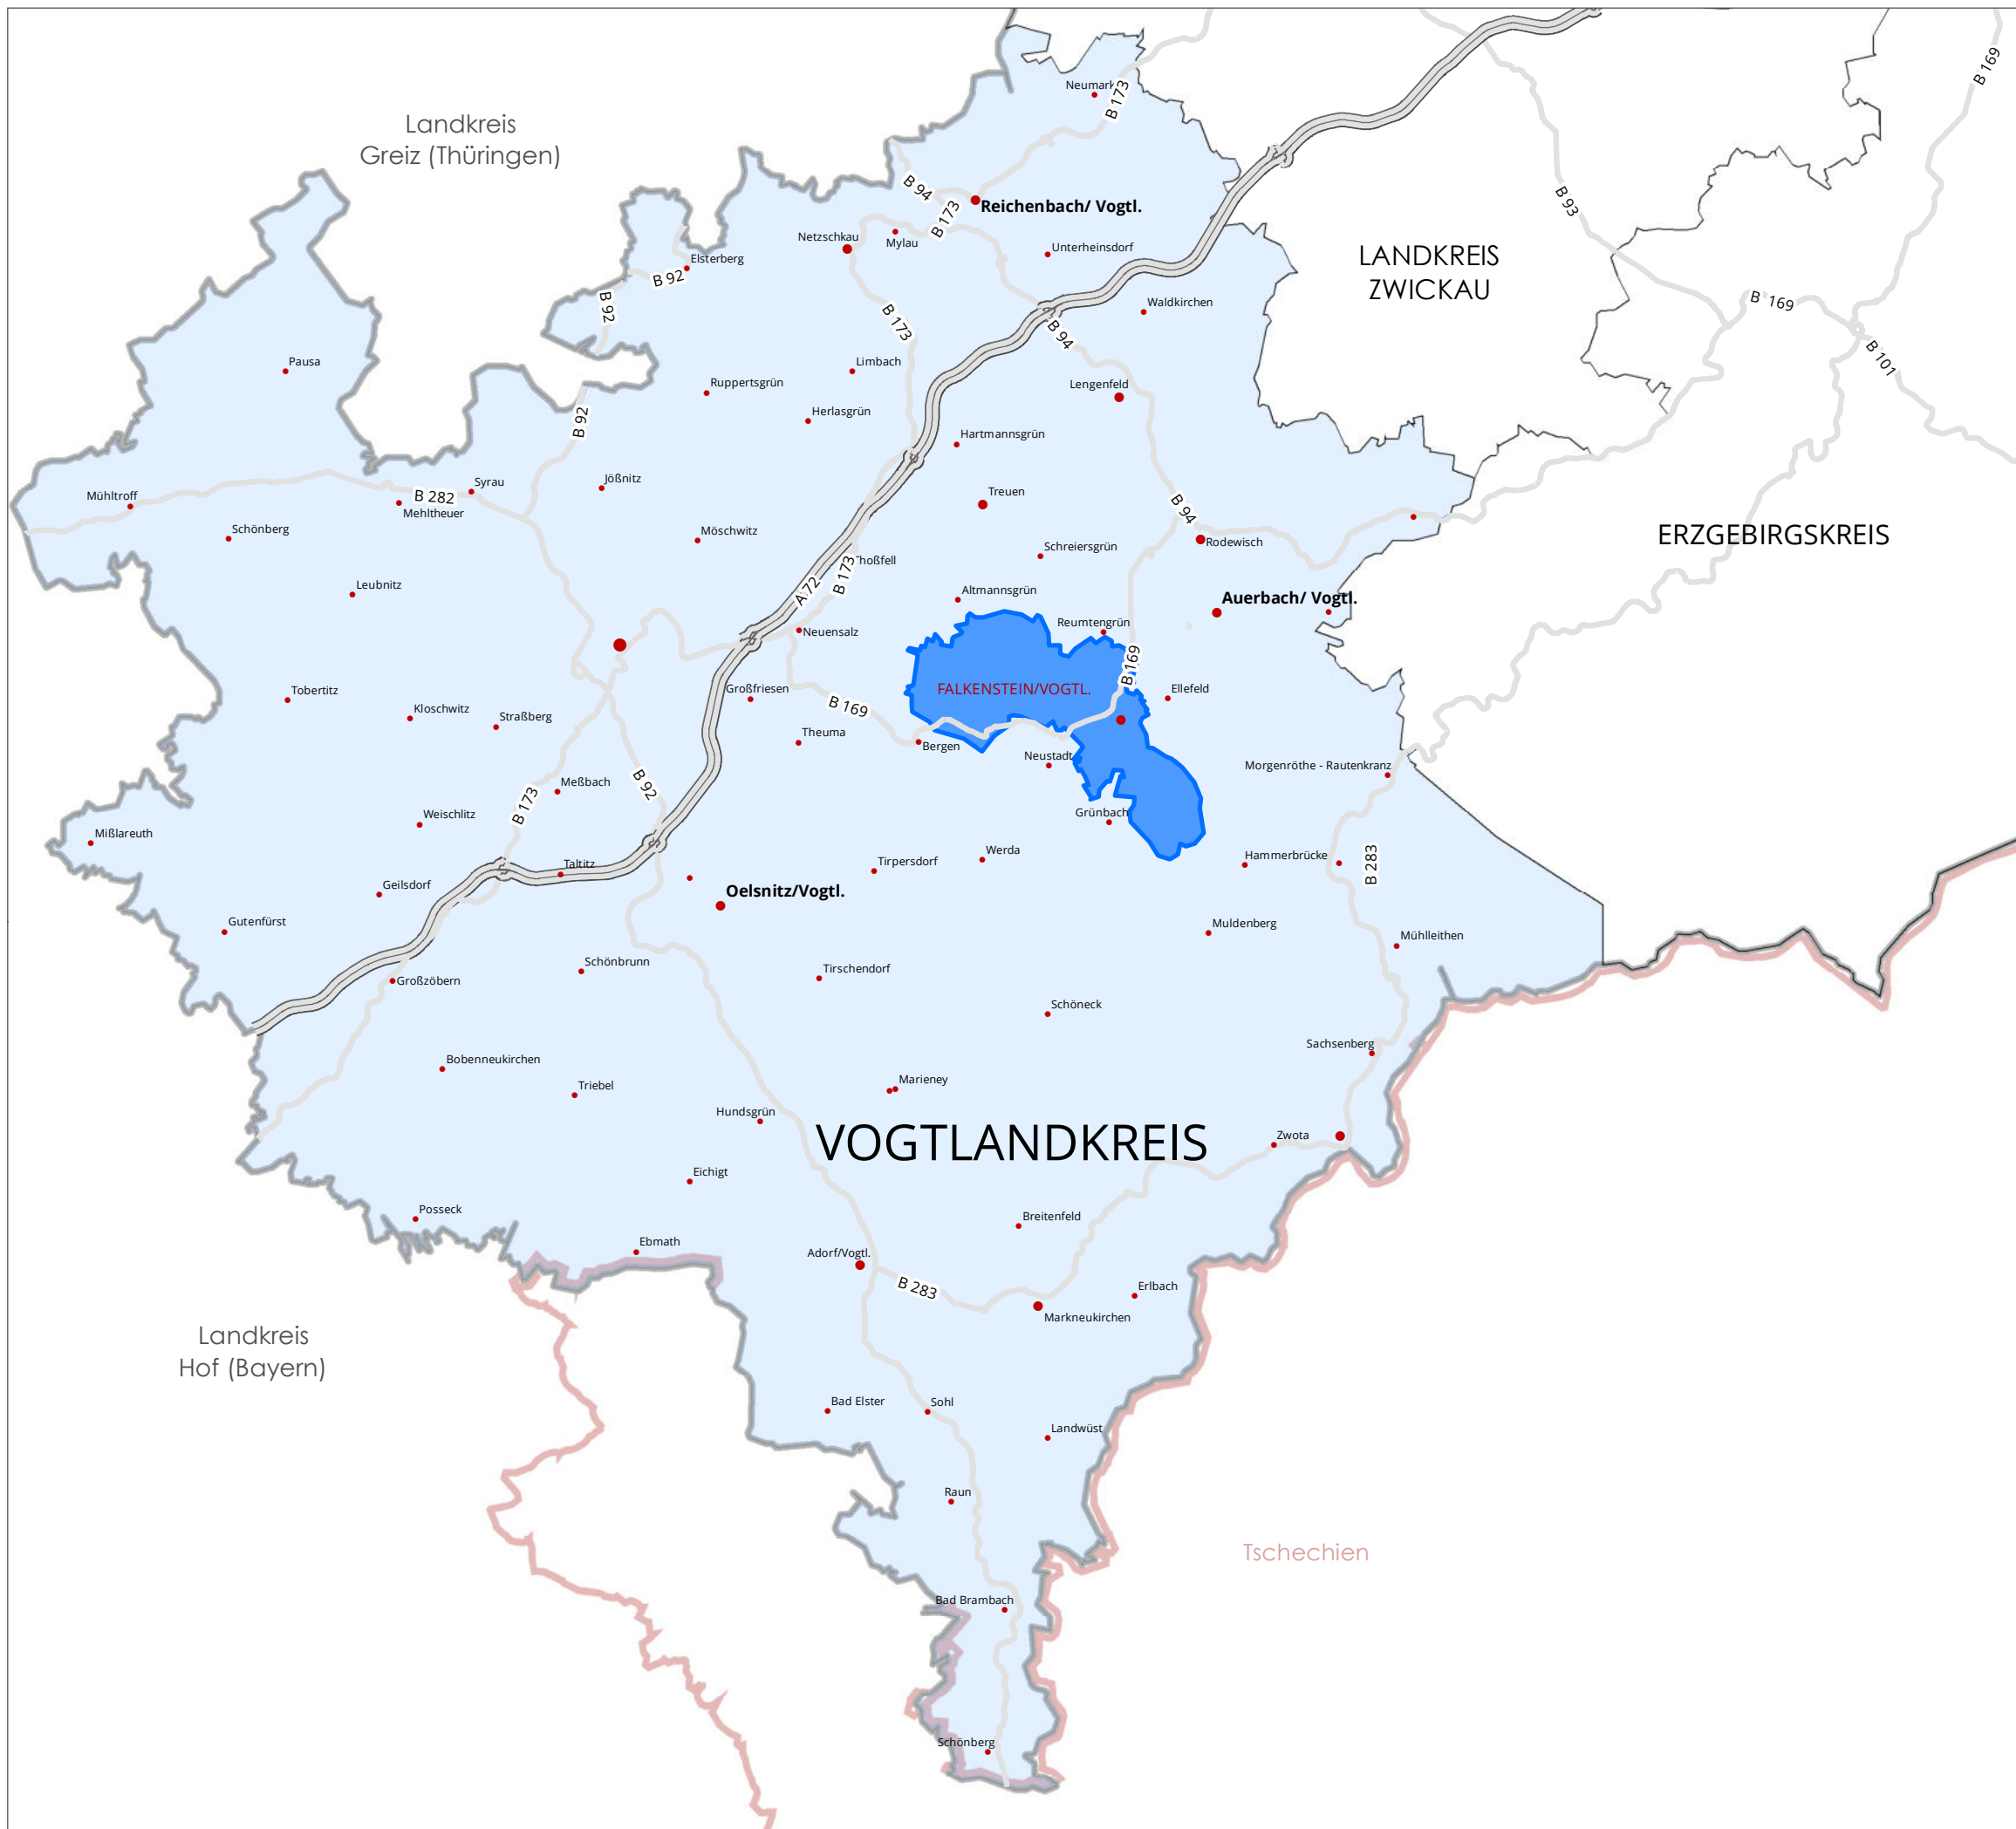 Neumark
B 173
B 169
Landkreis
Greiz (Thüringen)
B 94
B 173
Reichenbach/ Vogtl.
B 93
Netzschkau
Mylau
Unterheinsdorf
LANDKREIS
ZWICKAU
Elsterberg
B 92
B 92
Waldkirchen
B 169
B 173
B 94
B 101
Pausa
Limbach
Ruppertsgrün
Lengenfeld
Herlasgrün
B 92
Hartmannsgrün
Mühltroff
B 282
Syrau
Jößnitz
Mehltheuer
Treuen
B 94
Schönberg
Möschwitz
Rodewisch
ERZGEBIRGSKREIS
Schreiersgrün
B 173
Leubnitz
A 72
Altmannsgrün
Auerbach/ Vogtl.
Neuensalz
Reumtengrün
B 169
Tobertitz
Großfriesen
FALKENSTEIN/VOGTL.
Ellefeld
Kloschwitz
Straßberg
B 169
Theuma
Bergen
Neustadt
Morgenröthe - Rautenkranz
Meßbach
B 92
B 173
Weischlitz
Grünbach
Mißlareuth
Taltitz
Tirpersdorf
Werda
Hammerbrücke
B 283
Geilsdorf
Oelsnitz/Vogtl.
Gutenfürst
Muldenberg
Mühlleithen
Schönbrunn
Tirschendorf
Großzöbern
Schöneck
Sachsenberg
Bobenneukirchen
Triebel
Marieney
Hundsgrün
VOGTLANDKREIS
Zwota
Eichigt
Posseck
Breitenfeld
Ebmath
Adorf/Vogtl.
B 283
Erlbach
Markneukirchen
Landkreis
Hof (Bayern)
Bad Elster
Sohl
Landwüst
Raun
Tschechien
Bad Brambach
Schönberg